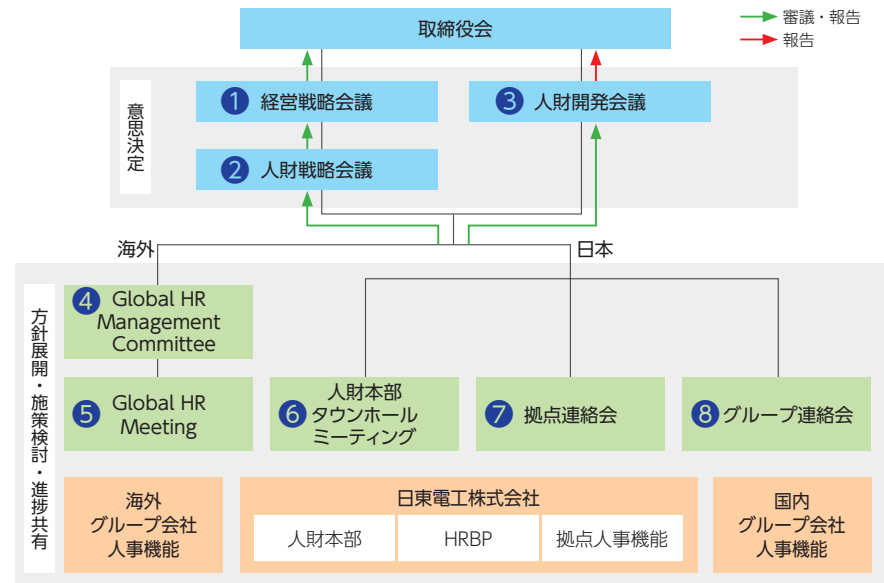 取締役会
審議・報告
報告
意思決定
1 経営戦略会議
3 人財開発会議
2 人財戦略会議
海外
日本
方針展開・施策検討・進捗共有
4 Global HR
Management
Committee
5 Global HR
Meeting
6 人財本部
タウンホール
ミーティング
7 拠点連絡会
8 グループ連絡会
海外
グループ会社
人事機能
日東電工株式会社
人財本部
HRBP
拠点人事機能
国内
グループ会社
人事機能